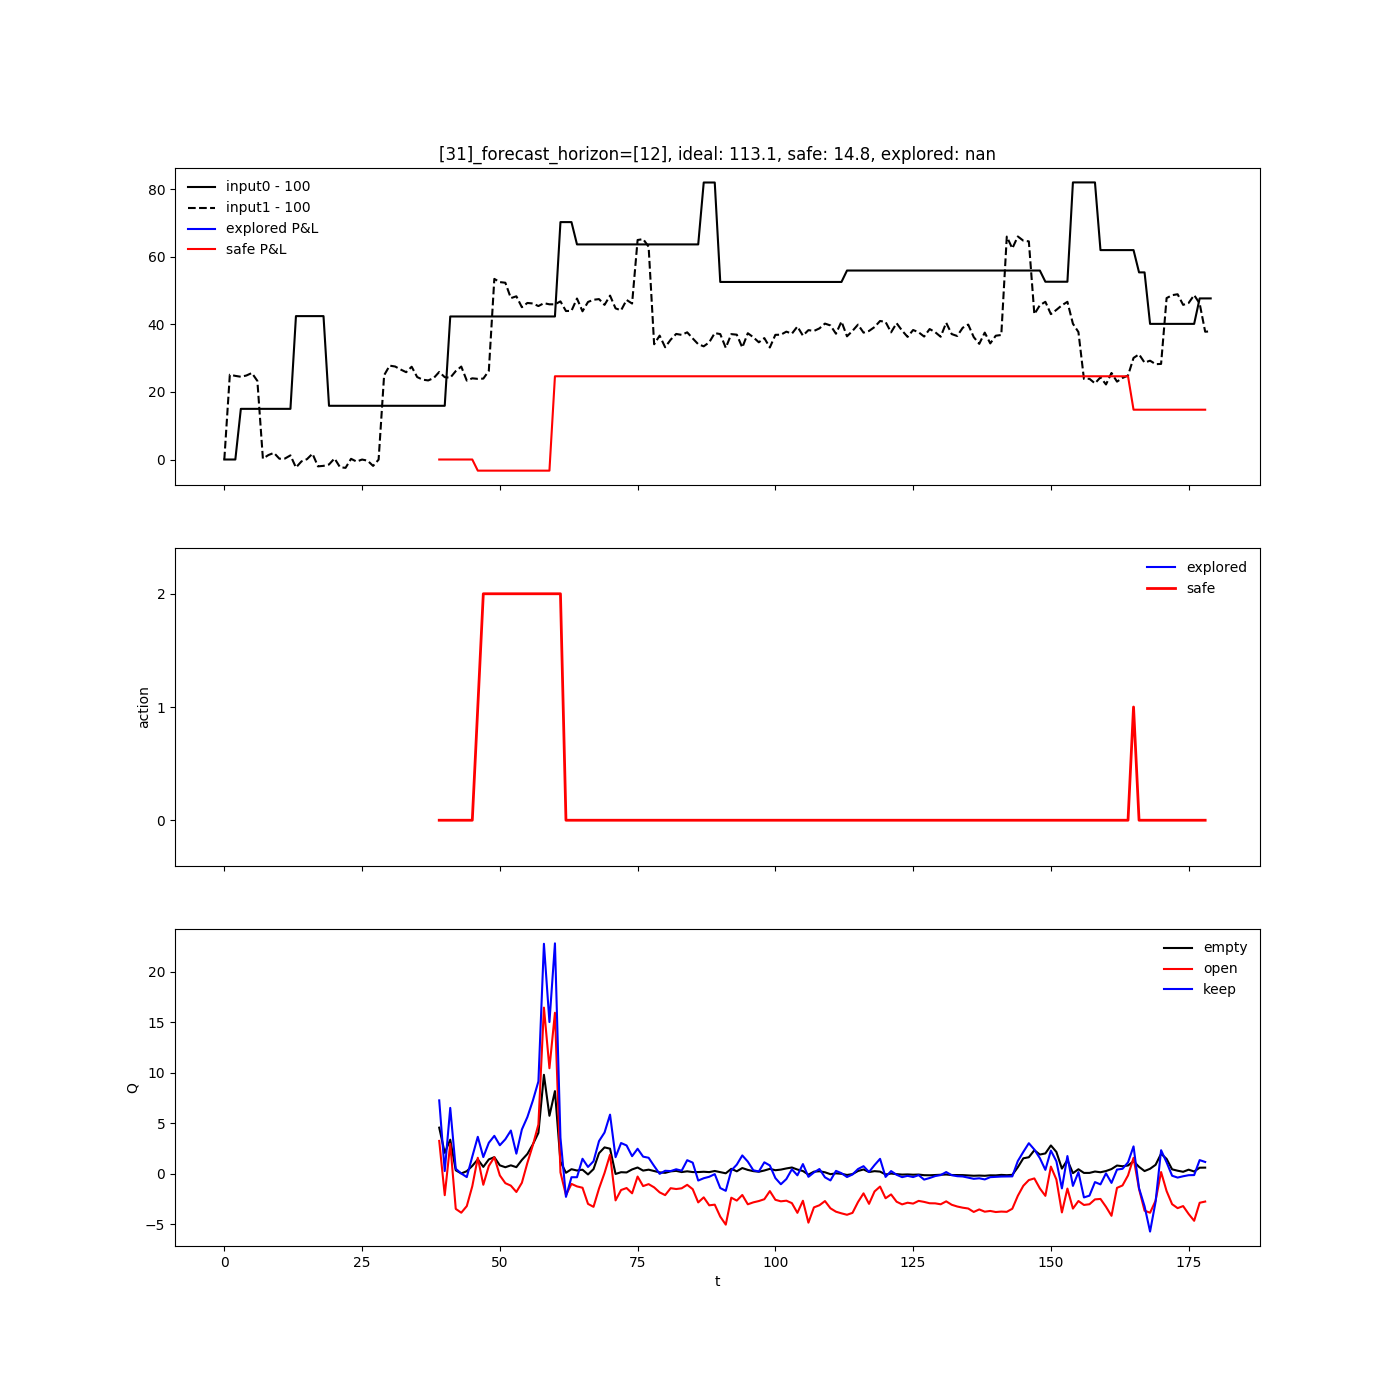 [31]_forecast_horizon=[12], ideal: 113.1, safe: 14.8, explored: nan
input0 - 100
input1 - 100
explored P&L
safe P&L
80
60
40
20
0
explored
safe
2
1
0
action
empty
open
keep
20
15
10
5
0
−5
Q
0 25 50 75 100 125 150 175
t